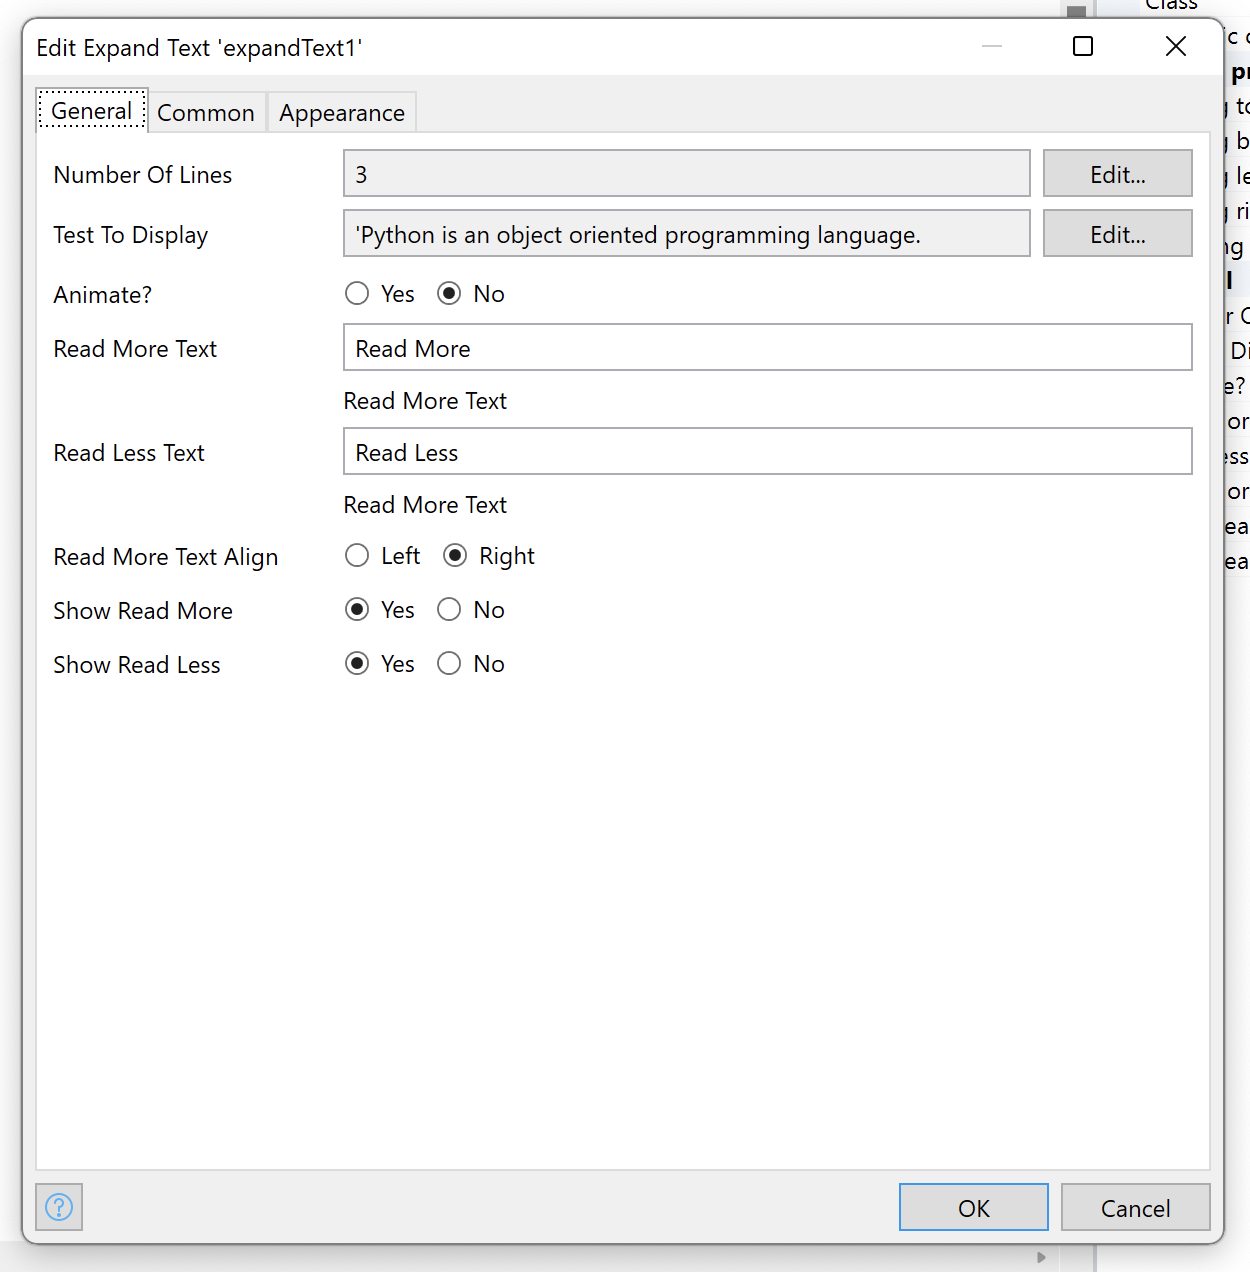 Class
Edit Expand Text 'expandText1'
General Common Appearance
Number Of Lines 3 Edit...
Test To Display 'Python is an object oriented programming language. Edit...
Animate? Yes No
Read More Text Read More
Read More Text
Read Less Text Read Less
Read More Text
Read More Text Align Left Right
Show Read More Yes No
Show Read Less Yes No
OK Cancel